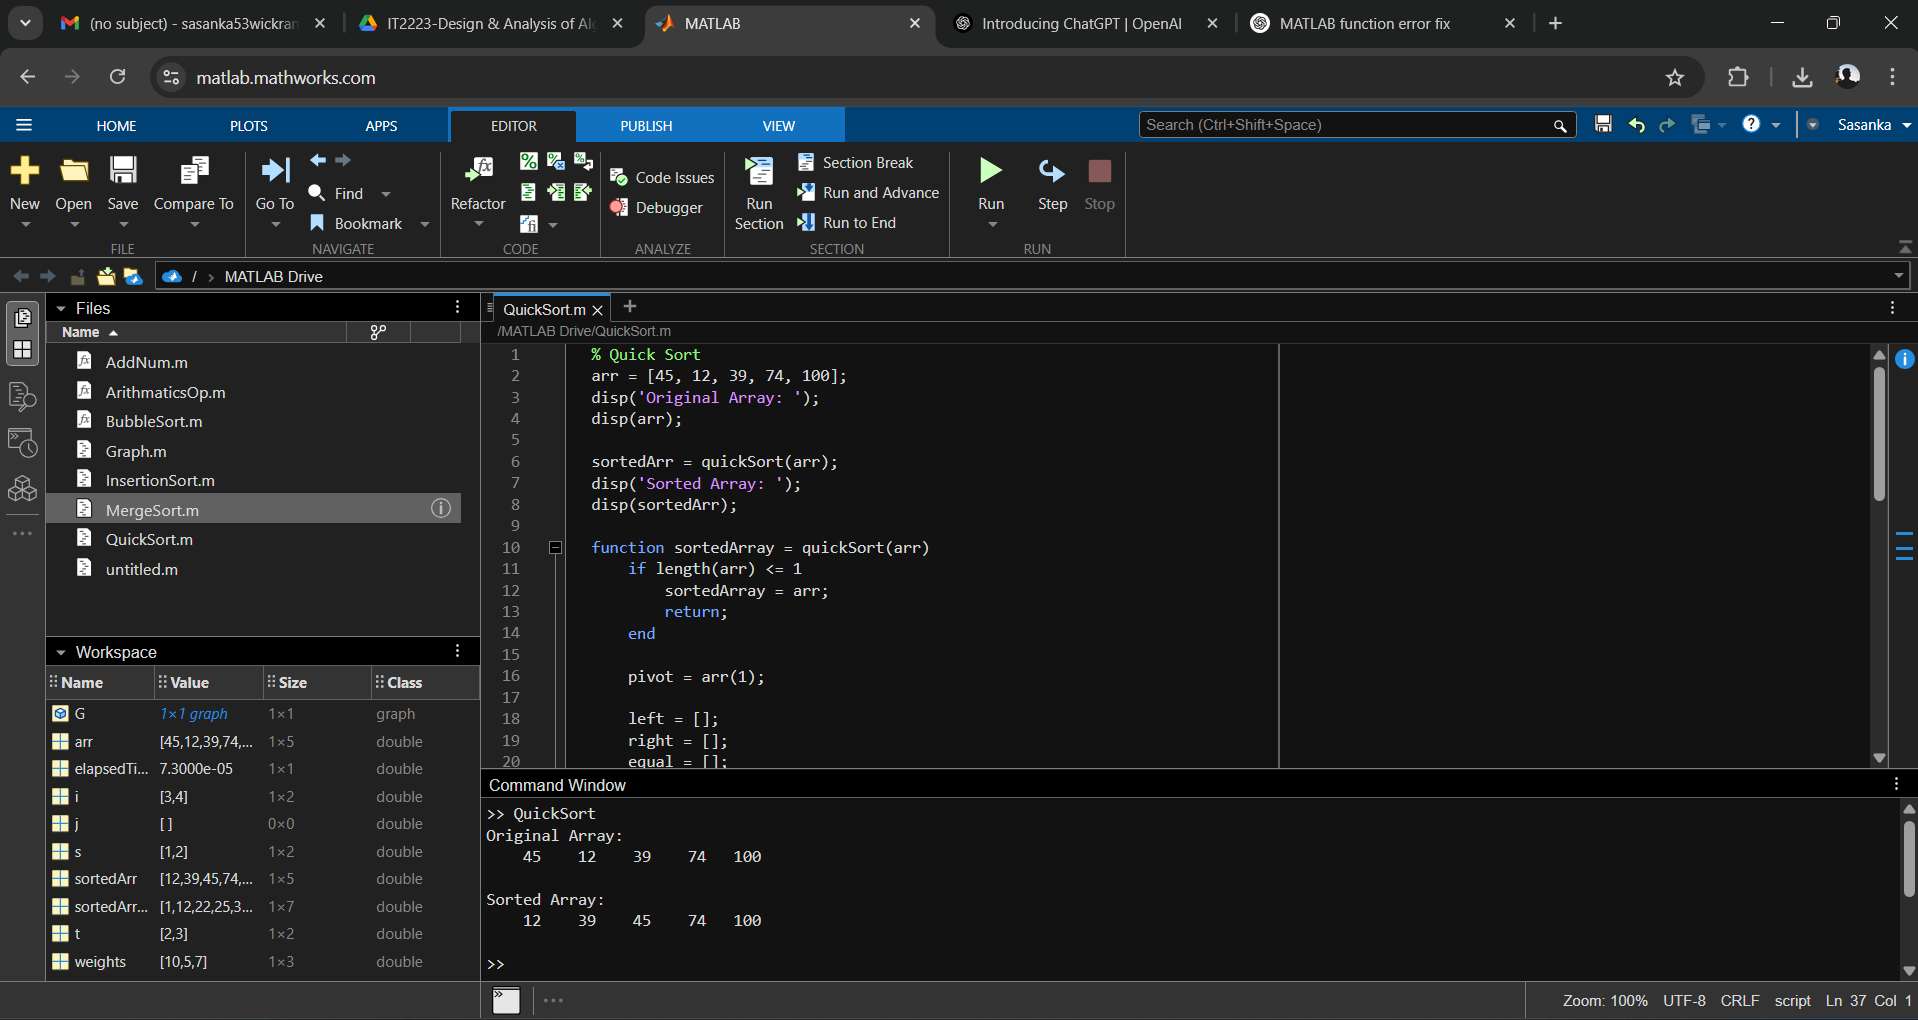 (no subject) - sasanka53wickran
IT2223-Design & Analysis of Alg
MATLAB
Introducing ChatGPT | OpenAI
MATLAB function error fix
matlab.mathworks.com
HOME PLOTS APPS EDITOR PUBLISH VIEW
Search (Ctrl+Shift+Space)
Sasanka
New Open Save Compare To
FILE
Go To
Find
Bookmark
NAVIGATE
Refactor
CODE
Code Issues
Debugger
ANALYZE
Run Section
Section Break
Run and Advance
Run to End
SECTION
Run Step Stop
RUN
/ > MATLAB Drive
Files
Name
AddNum.m
ArithmaticsOp.m
BubbleSort.m
Graph.m
InsertionSort.m
MergeSort.m
QuickSort.m
untitled.m
Workspace
Name Value Size Class
G 1×1 graph 1×1 graph
arr [45,12,39,74,... 1×5 double
elapsedTi... 7.3000e-05 1×1 double
i [3,4] 1×2 double
j [] 0×0 double
s [1,2] 1×2 double
sortedArr [12,39,45,74,... 1×5 double
sortedArr... [1,12,22,25,3... 1×7 double
t [2,3] 1×2 double
weights [10,5,7] 1×3 double
QuickSort.m
/MATLAB Drive/QuickSort.m
1 % Quick Sort
2 arr = [45, 12, 39, 74, 100];
3 disp('Original Array: ');
4 disp(arr);
5
6 sortedArr = quickSort(arr);
7 disp('Sorted Array: ');
8 disp(sortedArr);
9
10 function sortedArray = quickSort(arr)
11 if length(arr) <= 1
12 sortedArray = arr;
13 return;
14 end
15
16 pivot = arr(1);
17
18 left = [];
19 right = [];
20 equal = [];
Command Window
>> QuickSort
Original Array:
45 12 39 74 100
Sorted Array:
12 39 45 74 100
>>
Zoom: 100% UTF-8 CRLF script Ln 37 Col 1